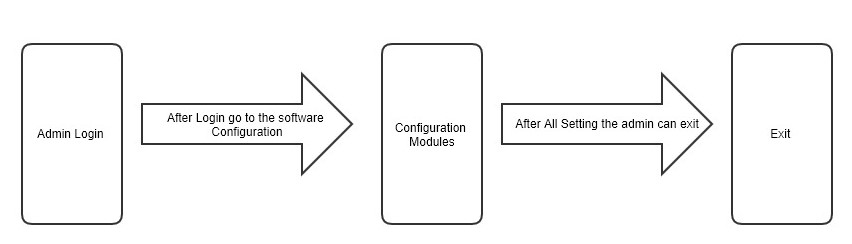 Admin Login
After Login go to the software
Configuration
Configuration
Modules
After All Setting the admin can exit
Exit